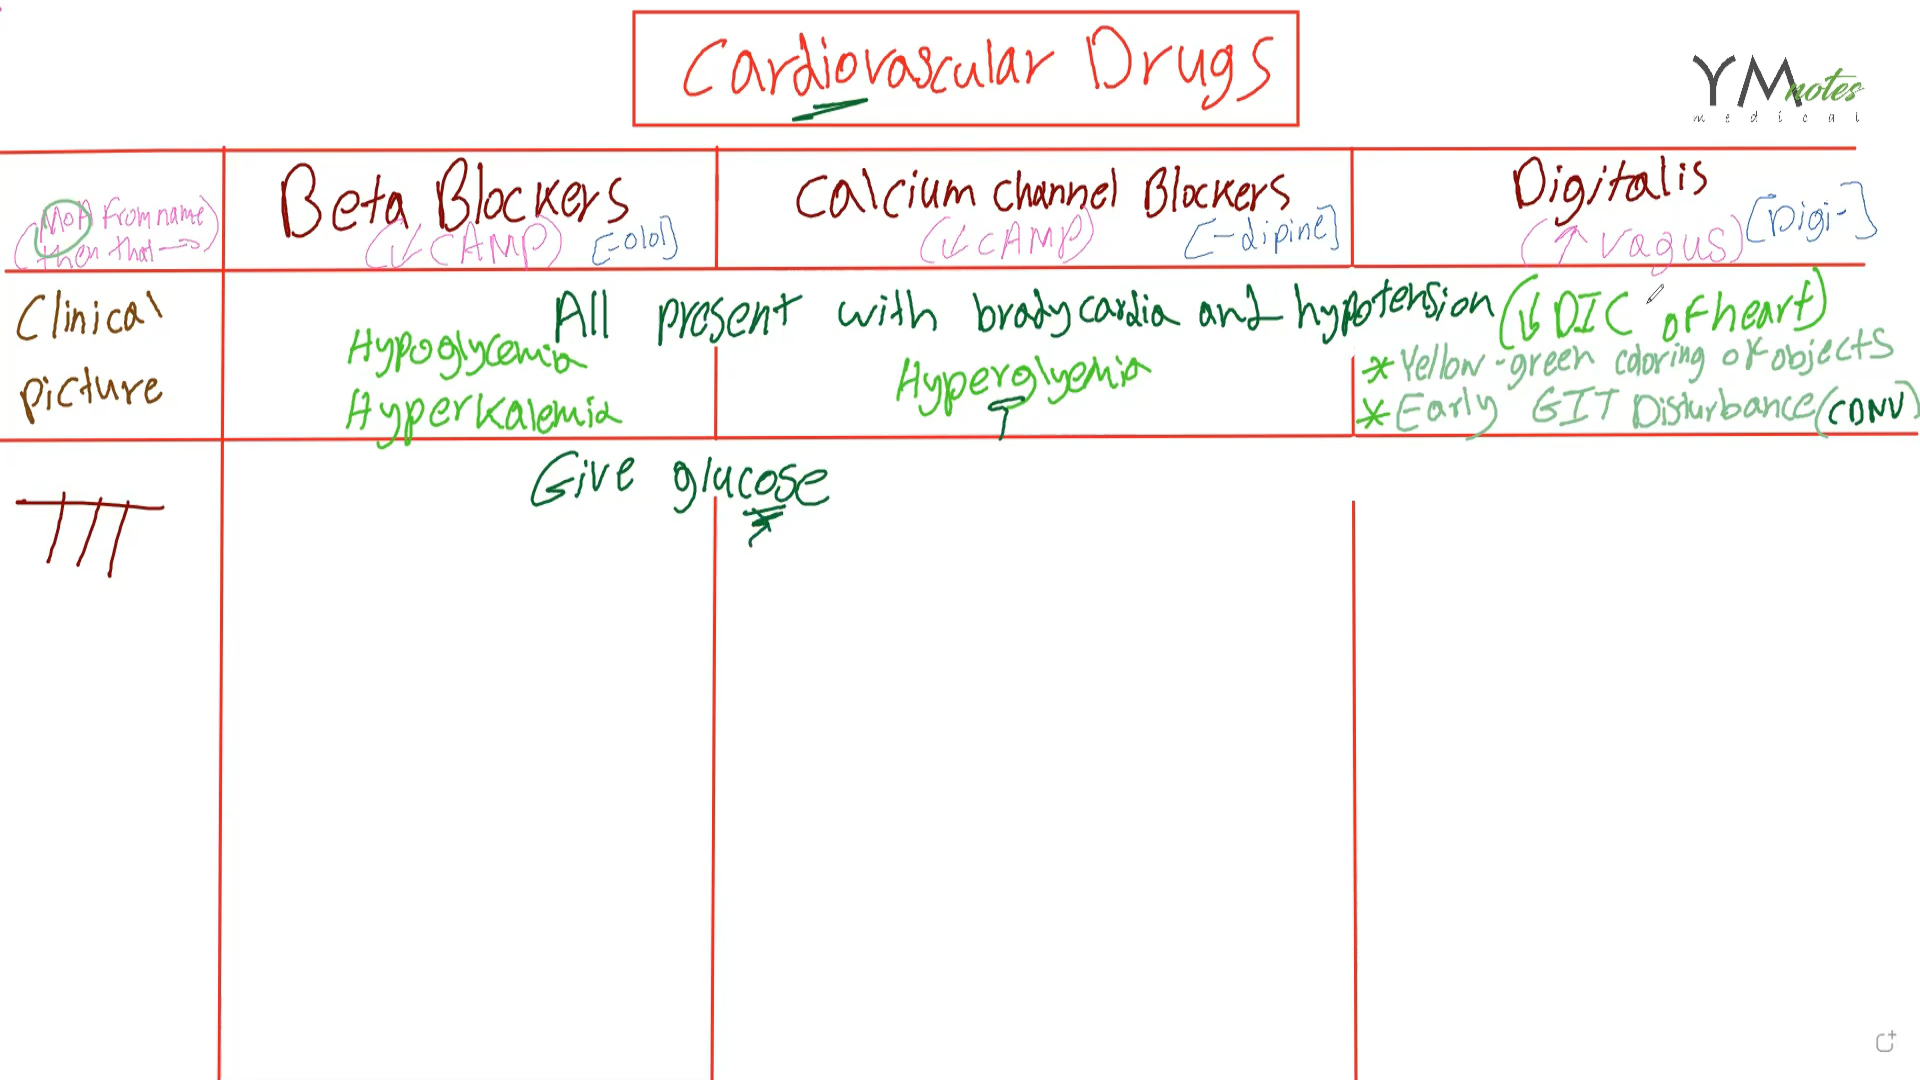 Cardiovascular Drugs
YM notes
medical
(MOA From name
then that →)
Beta Blockers
(↓ CAMP) [-olol]
Calcium channel Blockers
(↓ CAMP) [-dipine]
Digitalis
(↑ vagus) [Digi-]
Clinical
picture
All present with bradycardia and hypotension (↓ DIC of heart)
Hypoglycemia
Hyperkalemia
Hyperglyemia
* Yellow-green coloring of objects
* Early GIT Disturbance (CDNV)
TTT
Give glucose